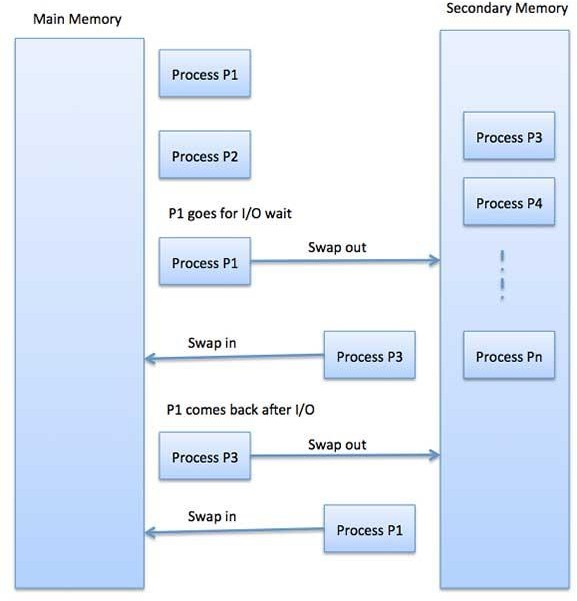 Main Memory
Secondary Memory
Process P1
Process P2
Process P3
Process P4
P1 goes for I/O wait
Process P1
Swap out
Swap in
Process P3
Process Pn
P1 comes back after I/O
Process P3
Swap out
Swap in
Process P1